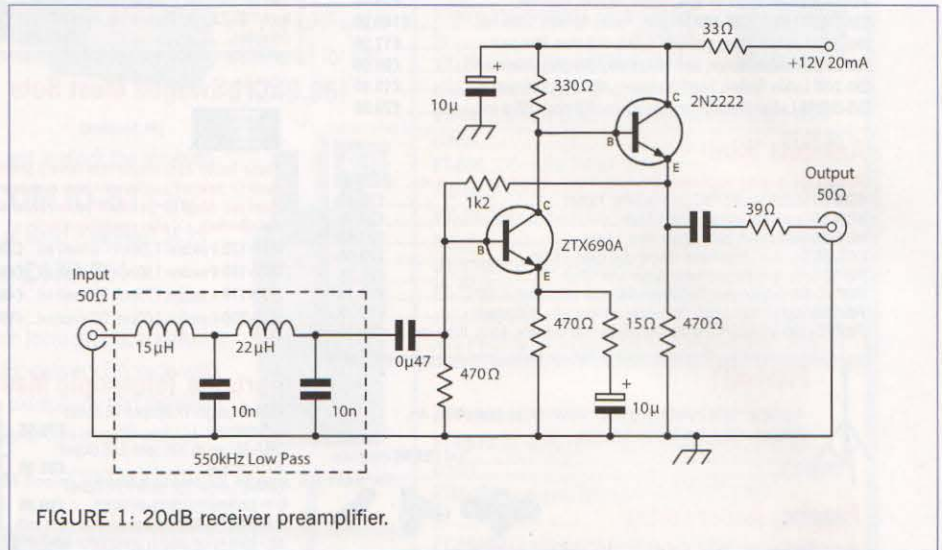 33Ω
+12V 20mA
+
10µ
330Ω
C
2N2222
B
E
Output
50Ω
1k2
39Ω
C
B
ZTX690A
E
Input
50Ω
15µH
22µH
0µ47
470Ω
470Ω
15Ω
470Ω
10n
10n
+
10µ
550kHz Low Pass
FIGURE 1: 20dB receiver preamplifier.